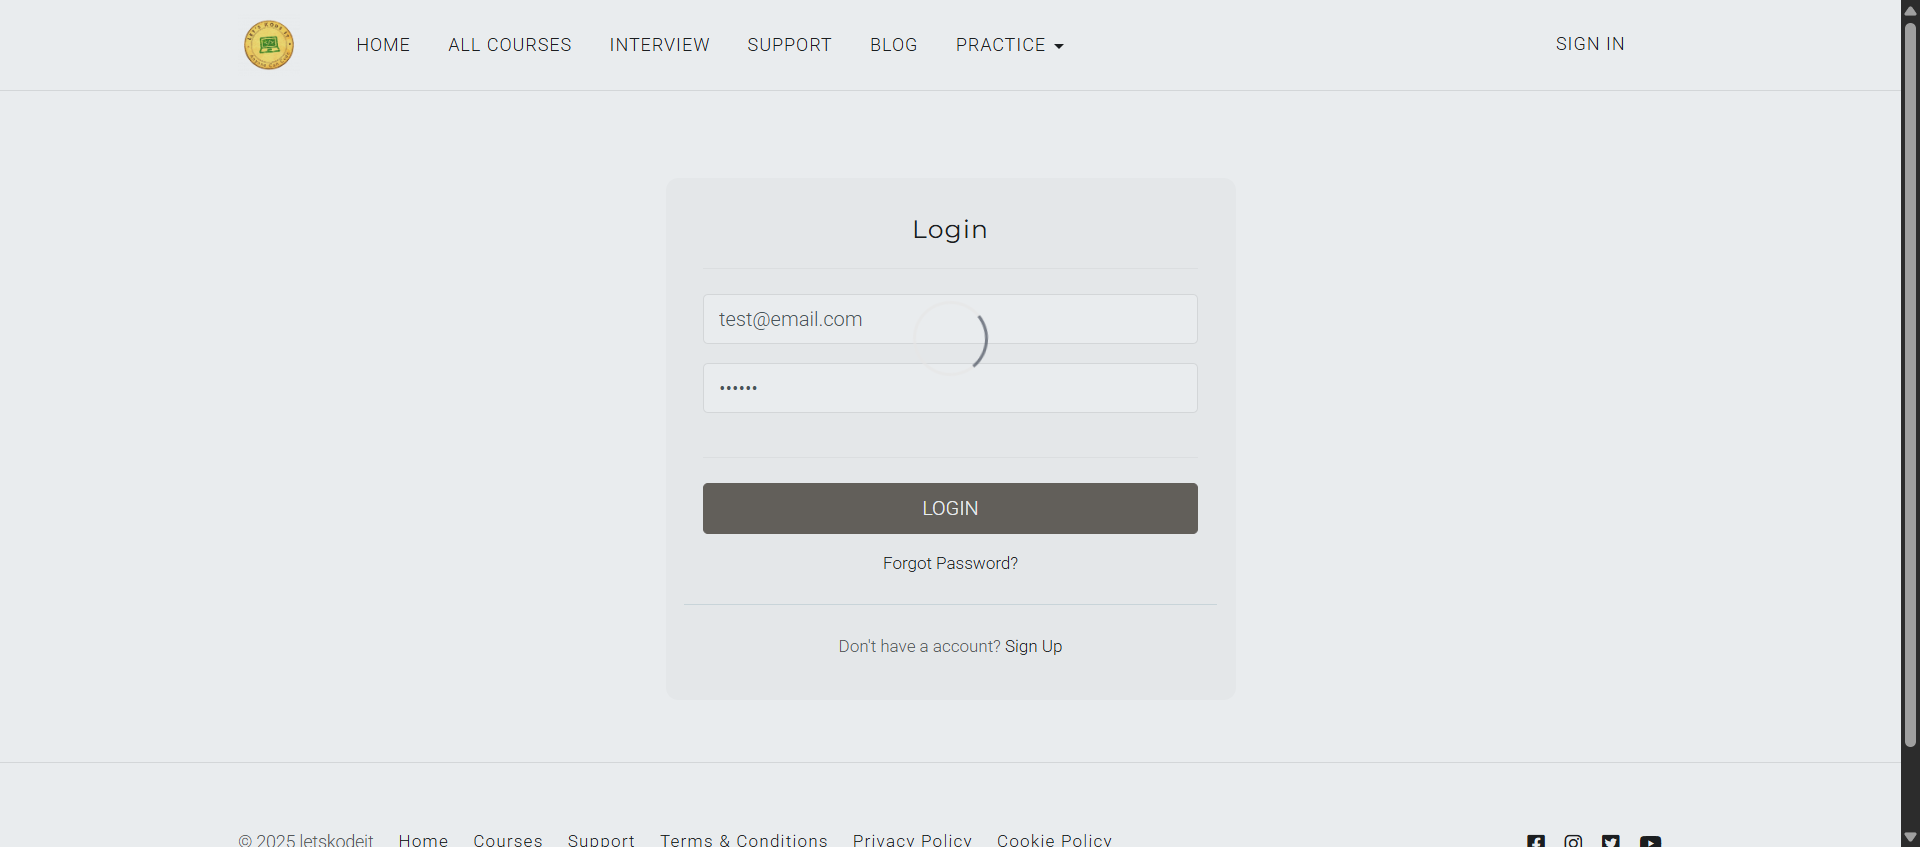 HOME ALL COURSES INTERVIEW SUPPORT BLOG PRACTICE SIGN IN
Login
test@email.com
••••••
LOGIN
Forgot Password?
Don't have a account? Sign Up
© 2025 letskodeit Home Courses Support Terms & Conditions Privacy Policy Cookie Policy